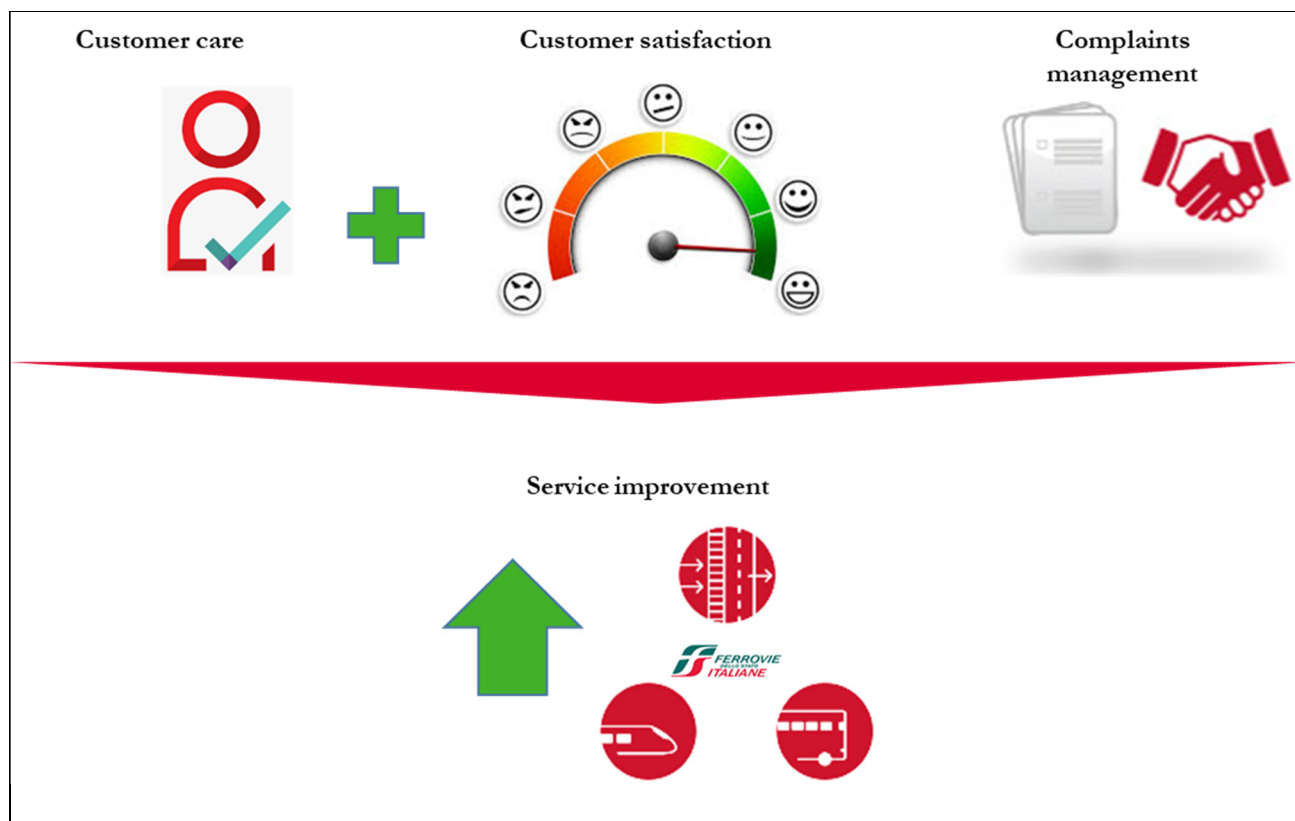 Customer care
Customer satisfaction
Complaints
management
Service improvement
FERROVIE
DELLO STATO
ITALIANE